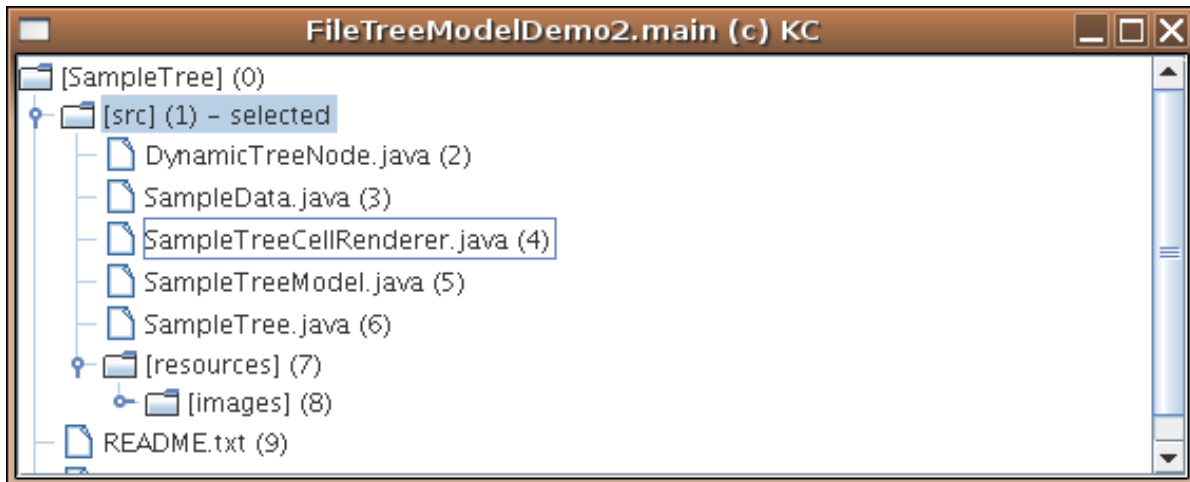 FileTreeModelDemo2.main (c) KC
[SampleTree] (0)
[src] (1) – selected
DynamicTreeNode.java (2)
SampleData.java (3)
SampleTreeCellRenderer.java (4)
SampleTreeModel.java (5)
SampleTree.java (6)
[resources] (7)
[images] (8)
README.txt (9)